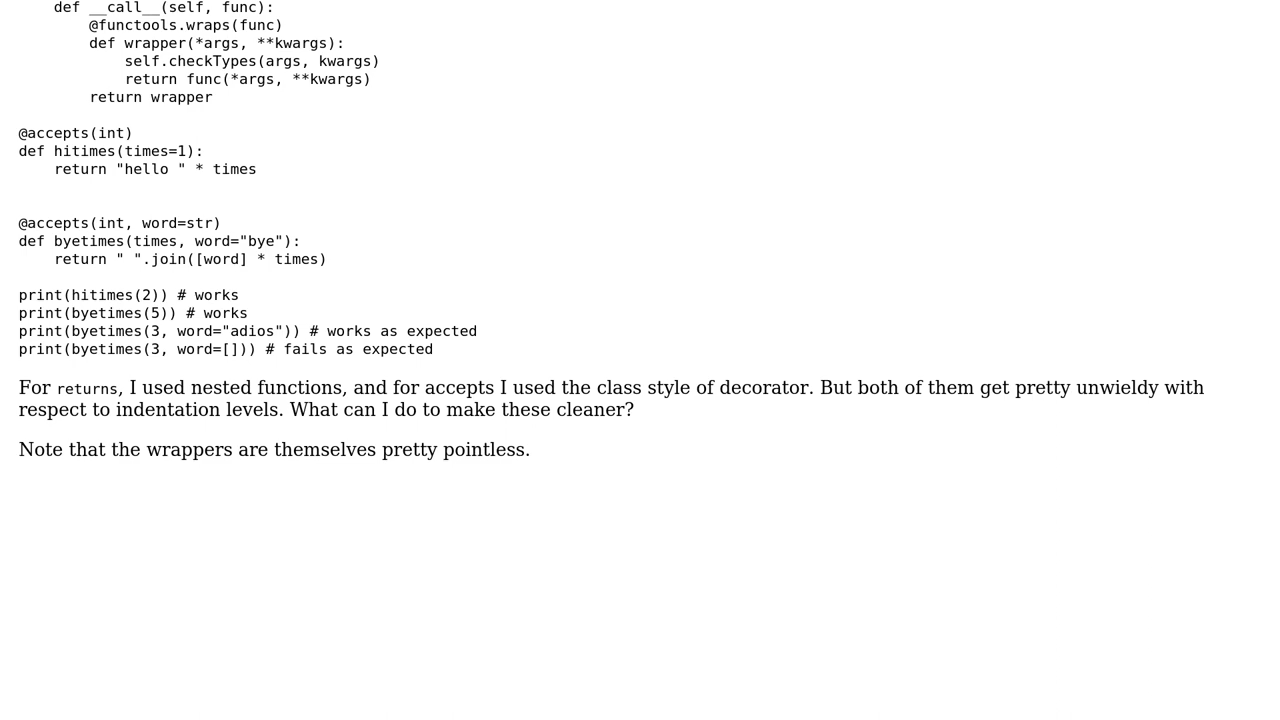 def __call__(self, func):
        @functools.wraps(func)
        def wrapper(*args, **kwargs):
            self.checkTypes(args, kwargs)
            return func(*args, **kwargs)
        return wrapper

@accepts(int)
def hitimes(times=1):
    return "hello " * times


@accepts(int, word=str)
def byetimes(times, word="bye"):
    return " ".join([word] * times)

print(hitimes(2)) # works
print(byetimes(5)) # works
print(byetimes(3, word="adios")) # works as expected
print(byetimes(3, word=[])) # fails as expected

For returns, I used nested functions, and for accepts I used the class style of decorator. But both of them get pretty unwieldy with
respect to indentation levels. What can I do to make these cleaner?

Note that the wrappers are themselves pretty pointless.